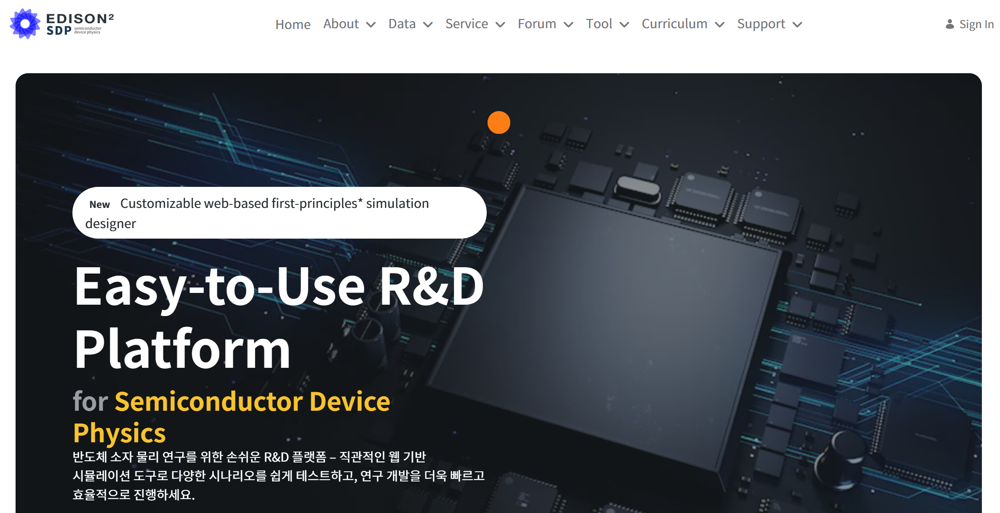 EDISON²
SDP semiconductor
device physics
Home About Data Service Forum Tool Curriculum Support Sign In
New Customizable web-based first-principles* simulation
designer
Easy-to-Use R&D
Platform
for Semiconductor Device
Physics
반도체 소자 물리 연구를 위한 손쉬운 R&D 플랫폼 – 직관적인 웹 기반
시뮬레이션 도구로 다양한 시나리오를 쉽게 테스트하고, 연구 개발을 더욱 빠르고
효율적으로 진행하세요.